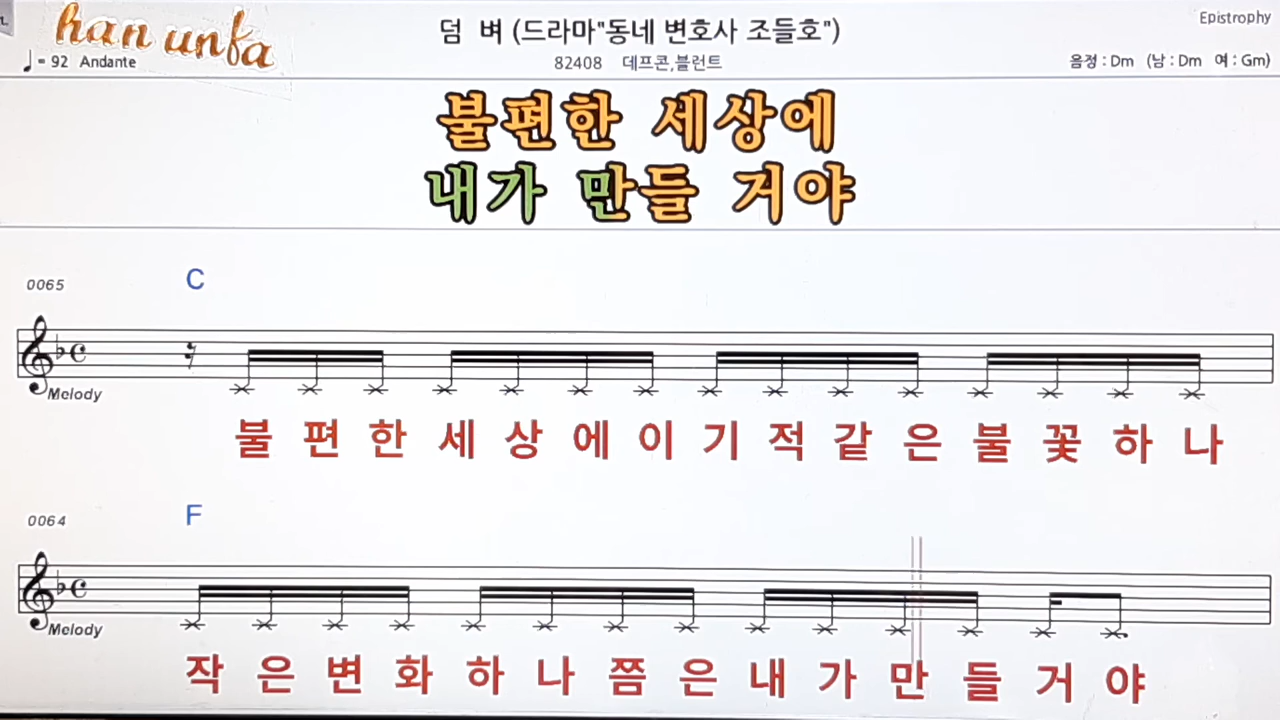 han unfa
덤 벼 (드라마"동네 변호사 조들호")
Epistrophy
♩ = 92 Andante
82408 데프콘,블런트
음정 : Dm (남 : Dm 여 : Gm)
불편한 세상에
내가 만들 거야
0065
C
Melody
불 편 한 세 상 에 이 기 적 같 은 불 꽃 하 나
0064
F
Melody
작 은 변 화 하 나 쯤 은 내 가 만 들 거 야